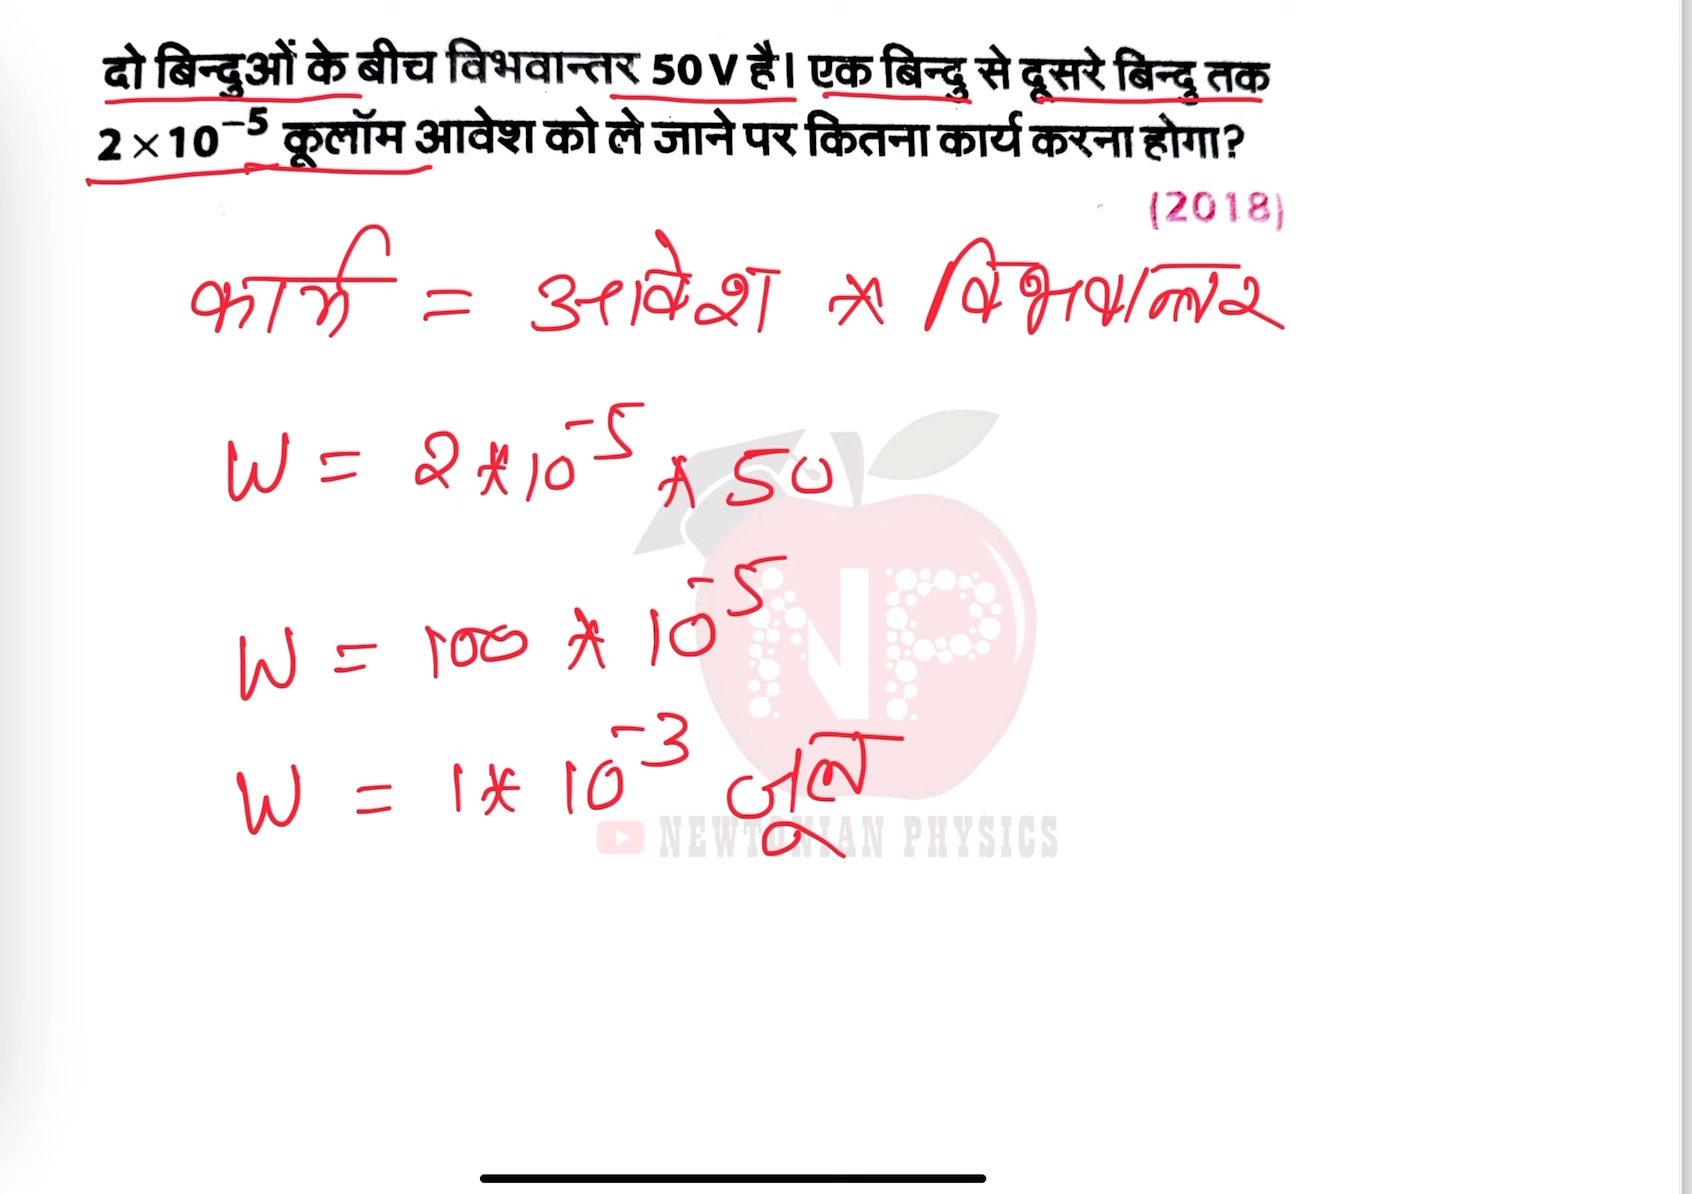 दो बिन्दुओं के बीच विभवान्तर 50 V है। एक बिन्दु से दूसरे बिन्दु तक
2 × 10⁻⁵ कूलॉम आवेश को ले जाने पर कितना कार्य करना होगा?
(2018)
कार्य = आवेश * विभवान्तर
W = 2 * 10⁻⁵ * 50
W = 100 * 10⁻⁵
W = 1 * 10⁻³ जूल
NP
NEWTONIAN PHYSICS